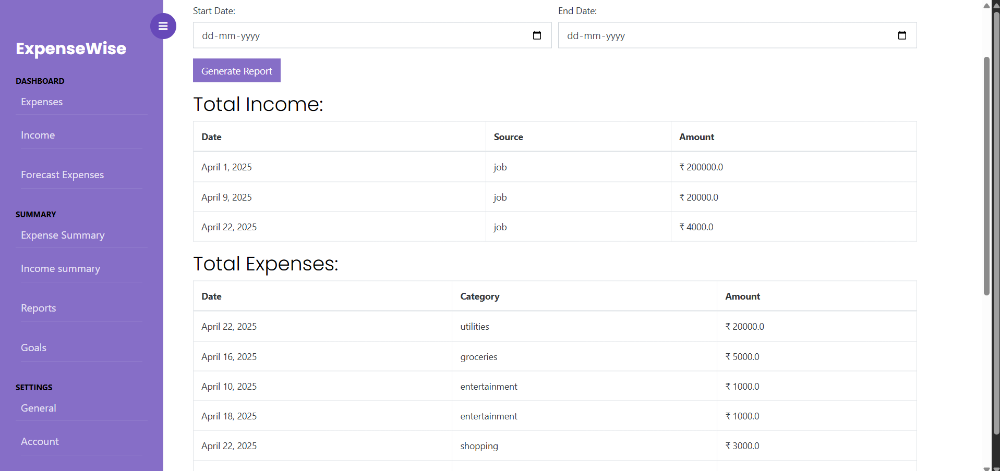 ExpenseWise
DASHBOARD
Expenses
Income
Forecast Expenses
SUMMARY
Expense Summary
Income summary
Reports
Goals
SETTINGS
General
Account
Start Date: End Date:
dd-mm-yyyy dd-mm-yyyy
Generate Report
Total Income:
Date Source Amount
April 1, 2025 job ₹ 200000.0
April 9, 2025 job ₹ 20000.0
April 22, 2025 job ₹ 4000.0
Total Expenses:
Date Category Amount
April 22, 2025 utilities ₹ 20000.0
April 16, 2025 groceries ₹ 5000.0
April 10, 2025 entertainment ₹ 1000.0
April 18, 2025 entertainment ₹ 1000.0
April 22, 2025 shopping ₹ 3000.0